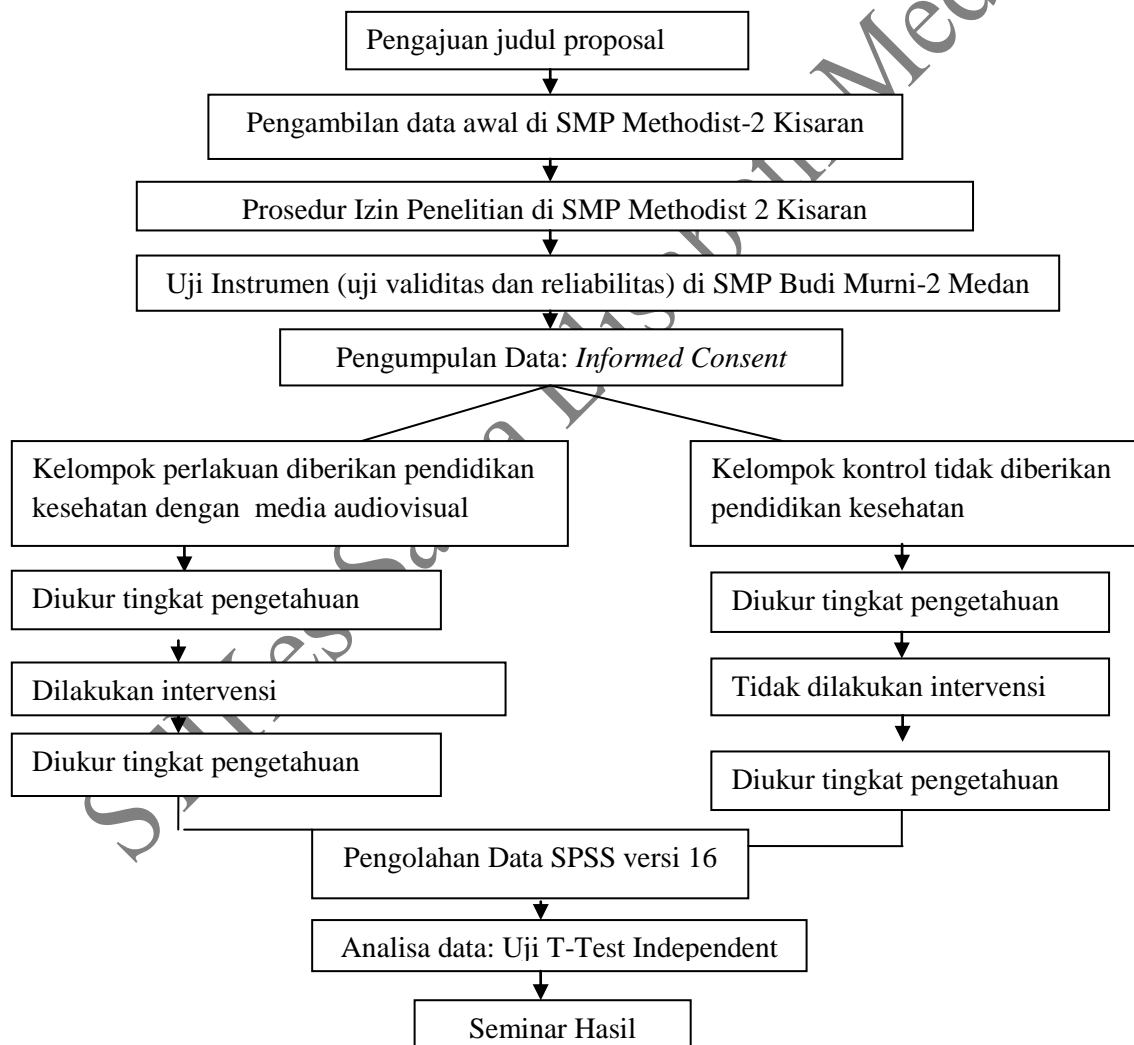 Pengajuan judul proposal
Pengambilan data awal di SMP Methodist-2 Kisaran
Prosedur Izin Penelitian di SMP Methodist 2 Kisaran
Uji Instrumen (uji validitas dan reliabilitas) di SMP Budi Murni-2 Medan
Pengumpulan Data: Informed Consent
Kelompok perlakuan diberikan pendidikan
kesehatan dengan media audiovisual
Diukur tingkat pengetahuan
Dilakukan intervensi
Diukur tingkat pengetahuan
Kelompok kontrol tidak diberikan
pendidikan kesehatan
Diukur tingkat pengetahuan
Tidak dilakukan intervensi
Diukur tingkat pengetahuan
Pengolahan Data SPSS versi 16
Analisa data: Uji T-Test Independent
Seminar Hasil